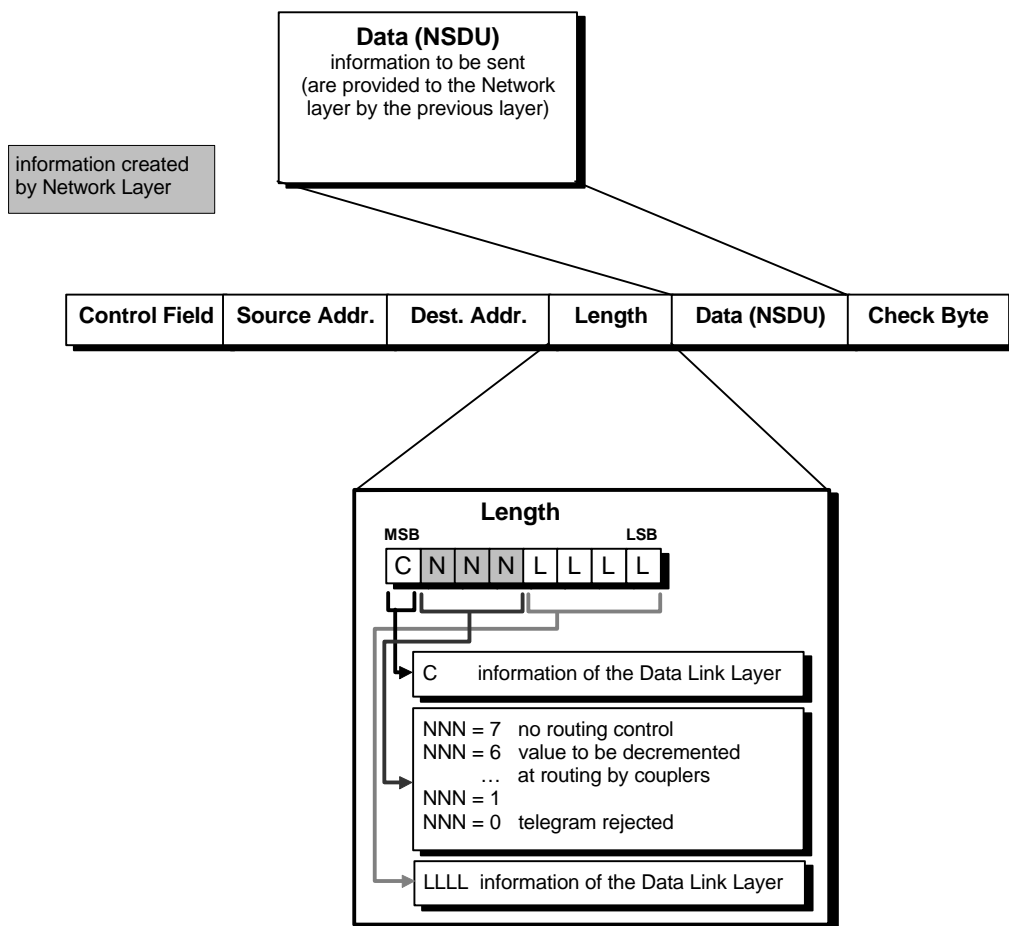 Data (NSDU)
information to be sent
(are provided to the Network
layer by the previous layer)
information created
by Network Layer
Control Field Source Addr. Dest. Addr. Length Data (NSDU) Check Byte
Length
MSB LSB
C N N N L L L L
C information of the Data Link Layer
NNN = 7 no routing control
NNN = 6 value to be decremented
... at routing by couplers
NNN = 1
NNN = 0 telegram rejected
LLLL information of the Data Link Layer